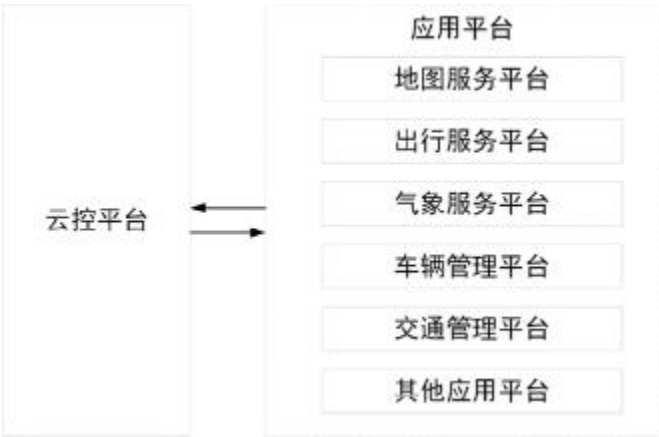 应用平台
地图服务平台
出行服务平台
气象服务平台
云控平台
车辆管理平台
交通管理平台
其他应用平台